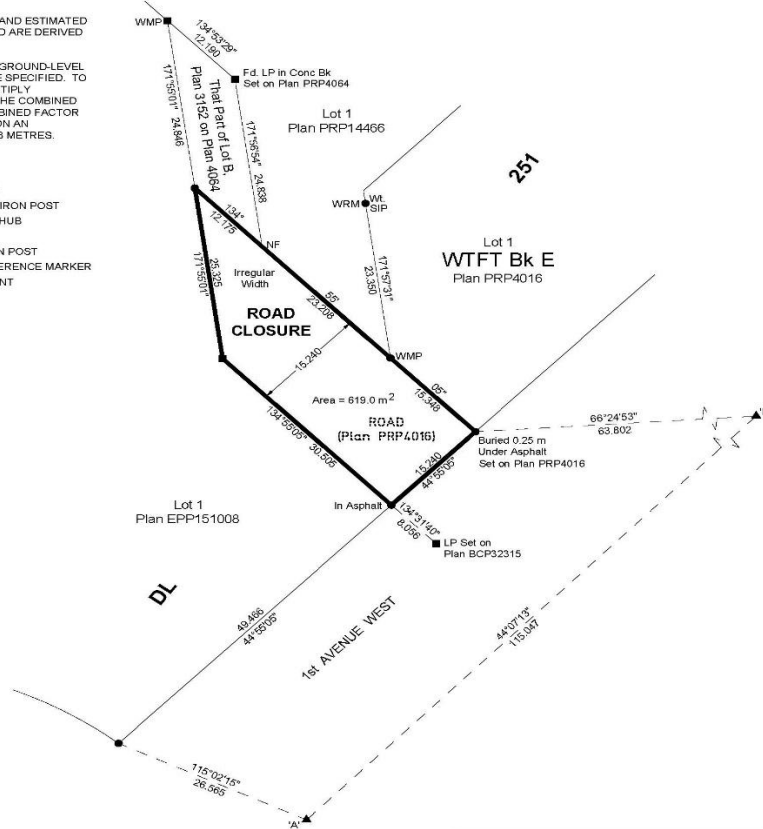 AND ESTIMATED
D ARE DERIVED
GROUND-LEVEL
E SPECIFIED. TO
TIPLY
HE COMBINED
BINED FACTOR
ON AN
METRES.
IRON POST
HUB
N POST
ERENCE MARKER
NT
WMP
134°53'29"
12.190
Fd. LP in Conc Bk
Set on Plan PRP4064
171°55'01" 24.846
That Part of Lot B,
Plan 3152 on Plan 4064
171°56'54" 24.838
Lot 1
Plan PRP14466
251
WRM
Wt.
SIP
171°57'31"
23.350
Lot 1
WTFT Bk E
Plan PRP4016
134°
12.175
NF
25.325
171°55'01"
Irregular
Width
55'
23.208
ROAD
CLOSURE
15.240
WMP
05"
15.348
Area = 619.0 m2
ROAD
(Plan PRP4016)
134°55'05" 30.505
66°24'53"
63.802
Buried 0.25 m
Under Asphalt
Set on Plan PRP4016
15.240
44°55'05"
In Asphalt
134°31'40"
8.056
LP Set on
Plan BCP32315
Lot 1
Plan EPP151008
DL
49.466
44°55'05"
1st AVENUE WEST
44°07'13"
115.047
115°02'15"
26.565
'A'